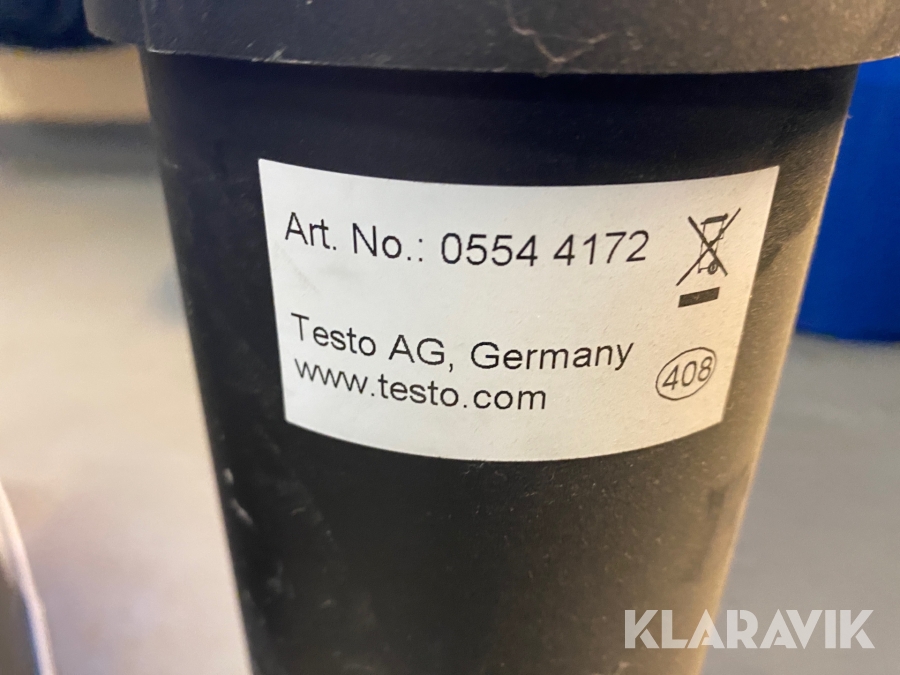 Art. No.: 0554 4172
Testo AG, Germany
www.testo.com
408
KLARAVIK